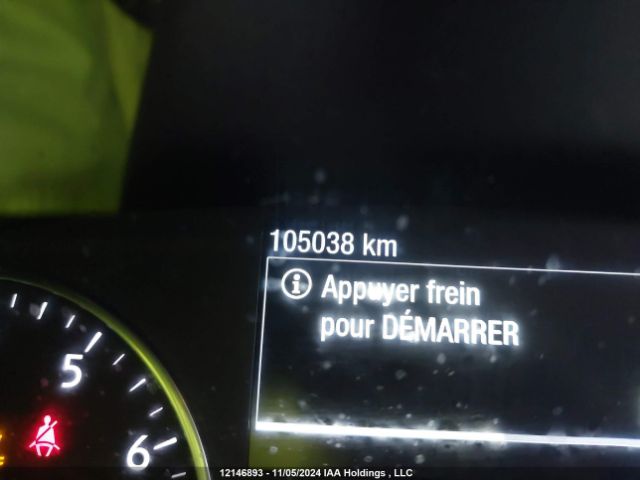 105038 km
Appuyer frein
pour DÉMARRER
5
6
12146893 - 11/05/2024 IAA Holdings , LLC